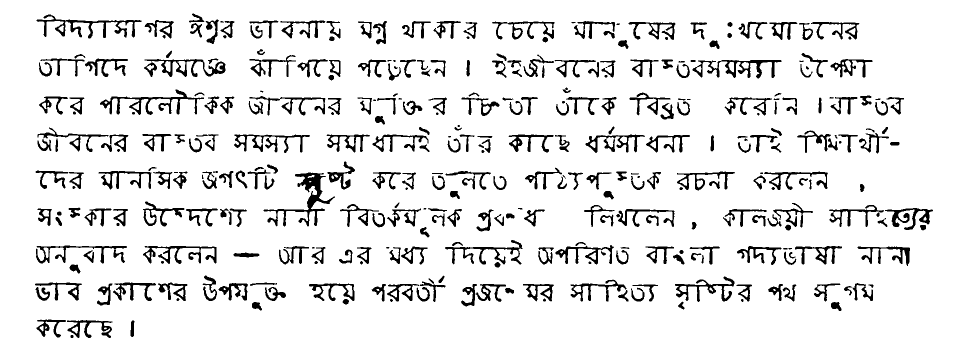 বিদ্যাসাগর ঈশ্বর ভাবনায় মগ্ন থাকার চেয়ে মানুষের দুঃখমোচনের
তাগিদে কর্মযজ্ঞে ঝাঁপিয়ে পড়েছেন । ইহজীবনের বাস্তবসমস্যা উপেক্ষা
করে পারলৌকিক জীবনের মুক্তির চিন্তা তাঁকে বিব্রত করেনি । বাস্তব
জীবনের বাস্তব সমস্যা সমাধানই তাঁর কাছে ধর্মসাধনা । তাই শিক্ষার্থী-
দের মানসিক জগৎটি স্পষ্ট করে তুলতে পাঠ্যপুস্তক রচনা করলেন ,
সংস্কার উদ্দেশ্যে নানা বিতর্কমূলক প্রবন্ধ লিখলেন , কালজয়ী সাহিত্যের
অনুবাদ করলেন — আর এর মধ্য দিয়েই অপরিণত বাংলা গদ্যভাষা নানা
ভাব প্রকাশের উপযুক্ত হয়ে পরবর্তী প্রজন্মের সাহিত্য সৃষ্টির পথ সুগম
করেছে ।